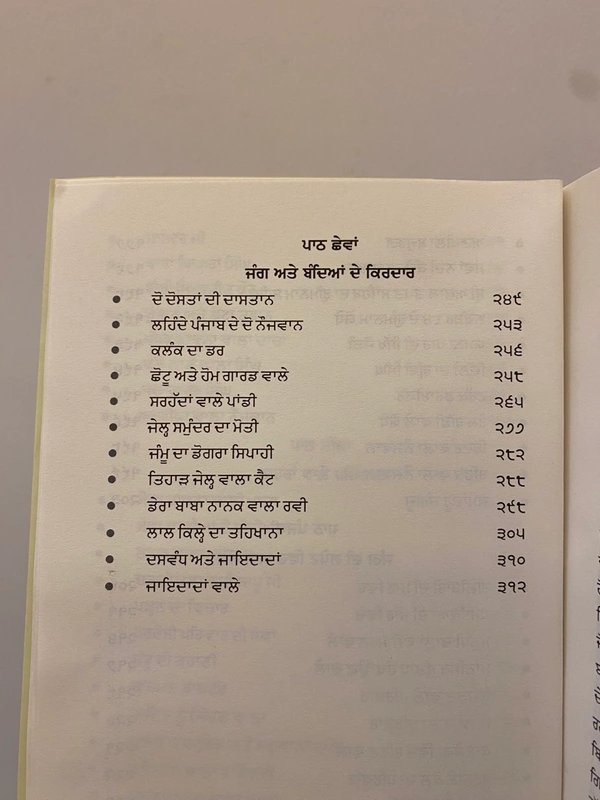 ਪਾਠ ਛੇਵਾਂ
ਜੰਗ ਅਤੇ ਬੰਦਿਆਂ ਦੇ ਕਿਰਦਾਰ
• ਦੋ ਦੋਸਤਾਂ ਦੀ ਦਾਸਤਾਨ ੨੪੯
• ਲਹਿੰਦੇ ਪੰਜਾਬ ਦੇ ਦੋ ਨੌਜਵਾਨ ੨੫੩
• ਕਲੰਕ ਦਾ ਡਰ ੨੫੬
• ਛੋਟੂ ਅਤੇ ਹੋਮ ਗਾਰਡ ਵਾਲੇ ੨੫੮
• ਸਰਹੱਦਾਂ ਵਾਲੇ ਪਾਂਡੀ ੨੬੫
• ਜੇਲ੍ਹ ਸਮੁੰਦਰ ਦਾ ਮੋਤੀ ੨੭੭
• ਜੰਮੂ ਦਾ ਡੋਗਰਾ ਸਿਪਾਹੀ ੨੮੨
• ਤਿਹਾੜ ਜੇਲ੍ਹ ਵਾਲਾ ਕੈਟ ੨੮੮
• ਡੇਰਾ ਬਾਬਾ ਨਾਨਕ ਵਾਲਾ ਰਵੀ ੨੯੮
• ਲਾਲ ਕਿਲ੍ਹੇ ਦਾ ਤਹਿਖਾਨਾ ੩੦੫
• ਦਸਵੰਧ ਅਤੇ ਜਾਇਦਾਦਾਂ ੩੧੦
• ਜਾਇਦਾਦਾਂ ਵਾਲੇ ੩੧੨